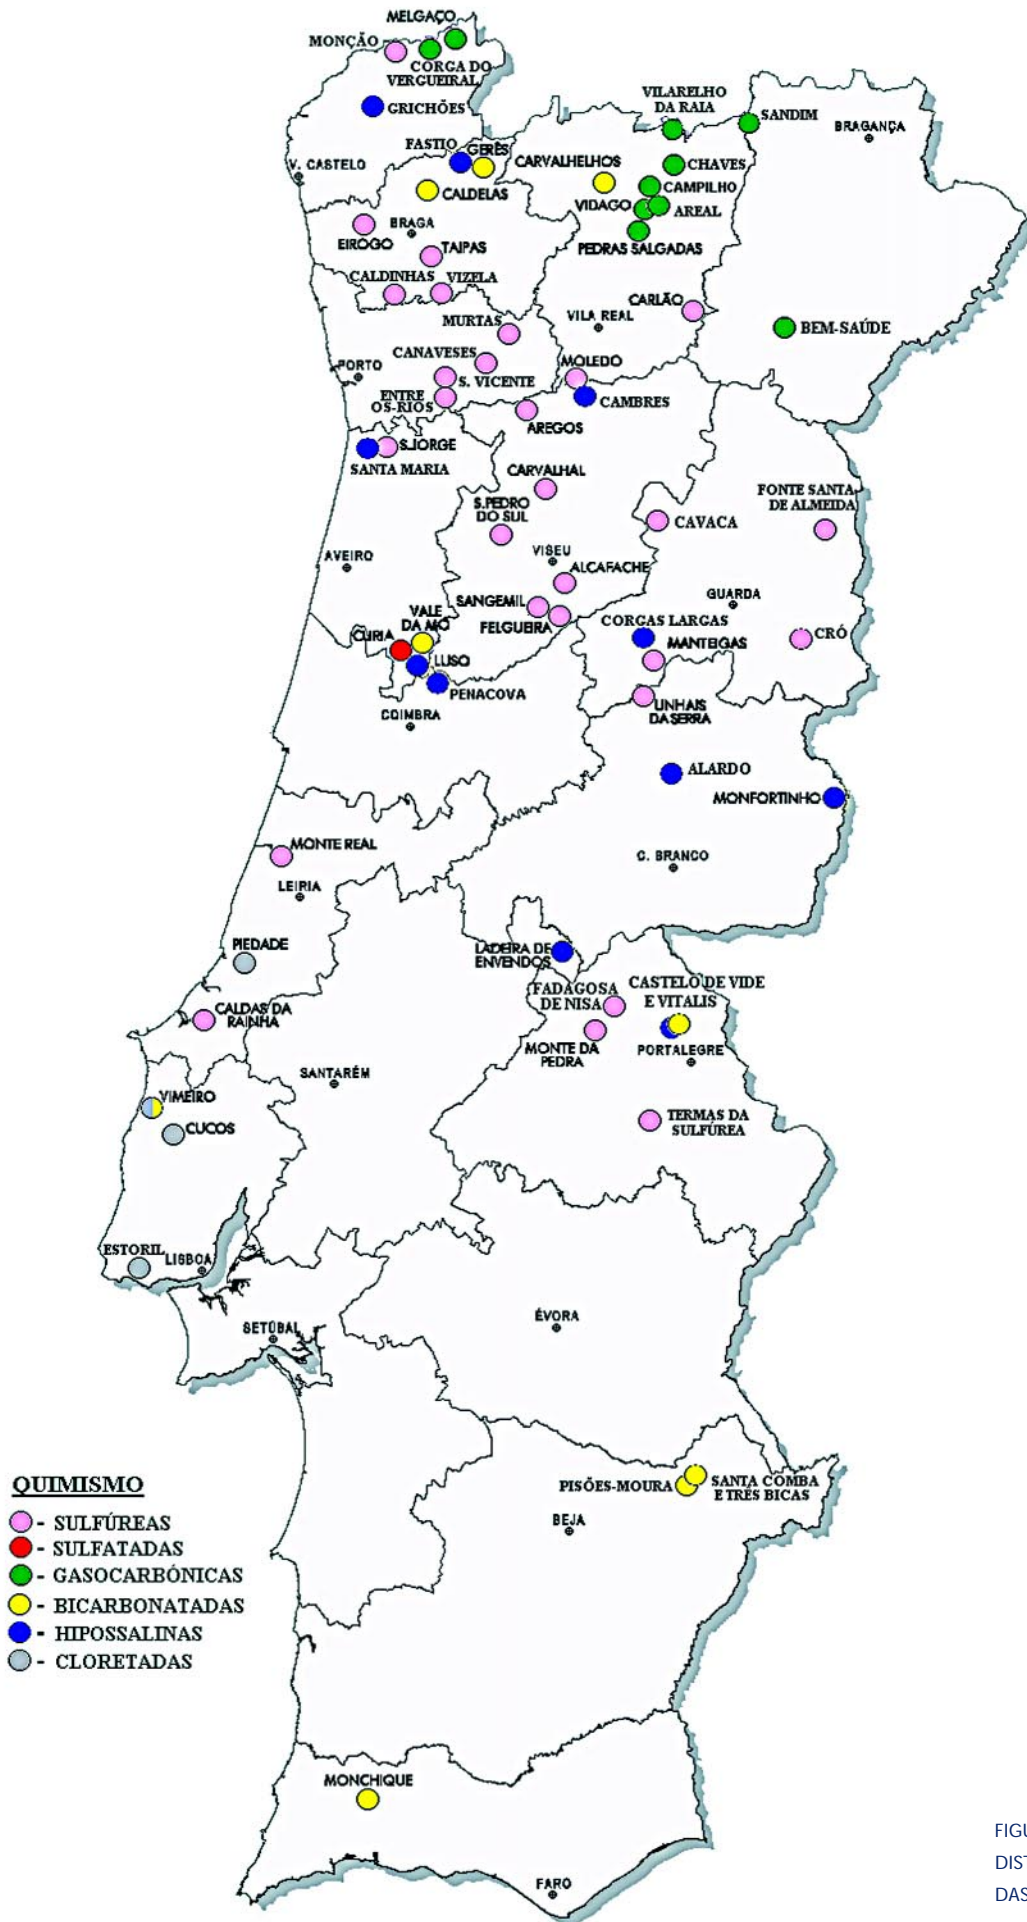 MELGAÇO
MONÇÃO
CORGA DO
VERGUEIRAL
GRICHÕES
VILARELHO
DA RAIA
SANDIM
BRAGANÇA
FASTIO
GERÊS
CARVALHELHOS
CHAVES
V. CASTELO
CALDELAS
CAMPILHO
VIDAGO
AREAL
EIROGO
BRAGA
TAIPAS
PEDRAS SALGADAS
CALDINHAS
VIZELA
CARLÃO
MURTAS
VILA REAL
BEM-SAÚDE
CANAVESES
PORTO
S. VICENTE
MOLEDO
ENTRE
OS-RIOS
CAMBRES
AREGOS
S.JORGE
SANTA MARIA
CARVALHAL
S.PEDRO
DO SUL
CAVACA
FONTE SANTA
DE ALMEIDA
AVEIRO
VISEU
ALCAFACHE
SANGEMIL
FELGUEIRA
GUARDA
VALE
DA MÓ
CURIA
CORGAS LARGAS
CRÓ
MANTEIGAS
LUSO
PENACOVA
COIMBRA
UNHAIS
DA SERRA
ALARDO
MONFORTINHO
MONTE REAL
C. BRANCO
LEIRIA
PIEDADE
LADEIRA DE
ENVENDOS
FADAGOSA
DE NISA
CASTELO DE VIDE
E VITALIS
CALDAS DA
RAINHA
MONTE DA
PEDRA
PORTALEGRE
SANTARÉM
VIMEIRO
CUCOS
TERMAS DA
SULFÚREA
ESTORIL
LISBOA
ÉVORA
SETÚBAL
PISÕES-MOURA
SANTA COMBA
E TRÊS BICAS
BEJA
QUIMISMO
- SULFÚREAS
- SULFATADAS
- GASOCARBÓNICAS
- BICARBONATADAS
- HIPOSSALINAS
- CLORETADAS
MONCHIQUE
FARO
FIGU
DIST
DAS